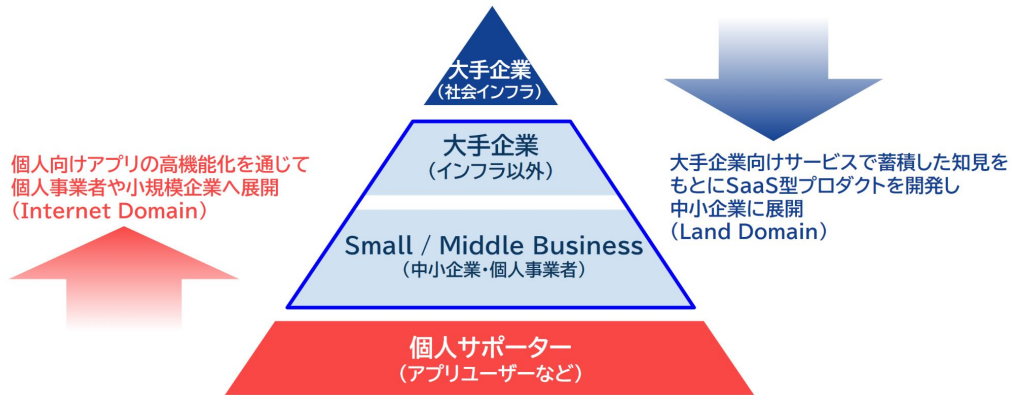 大手企業
（社会インフラ）
大手企業
（インフラ以外）
Small / Middle Business
（中小企業・個人事業者）
個人サポーター
（アプリユーザーなど）
個人向けアプリの高機能化を通じて
個人事業者や小規模企業へ展開
（Internet Domain）
大手企業向けサービスで蓄積した知見を
もとにSaaS型プロダクトを開発し
中小企業に展開
（Land Domain）